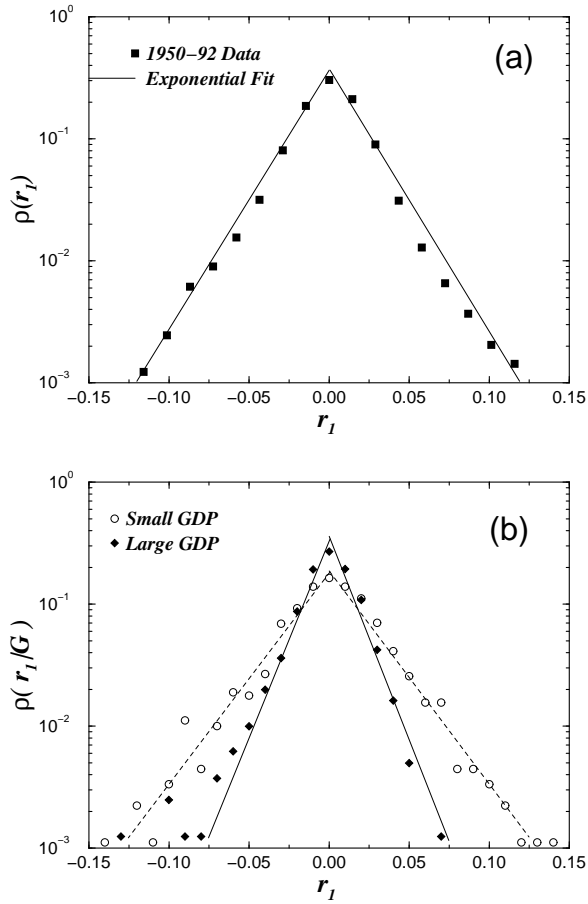 10⁰
(a)
1950−92 Data
Exponential Fit
10⁻¹
ρ(r₁)
10⁻²
10⁻³
−0.15 −0.10 −0.05 0.00 0.05 0.10 0.15
r₁
10⁰
(b)
Small GDP
Large GDP
10⁻¹
ρ( r₁/G )
10⁻²
10⁻³
−0.15 −0.10 −0.05 0.00 0.05 0.10 0.15
r₁